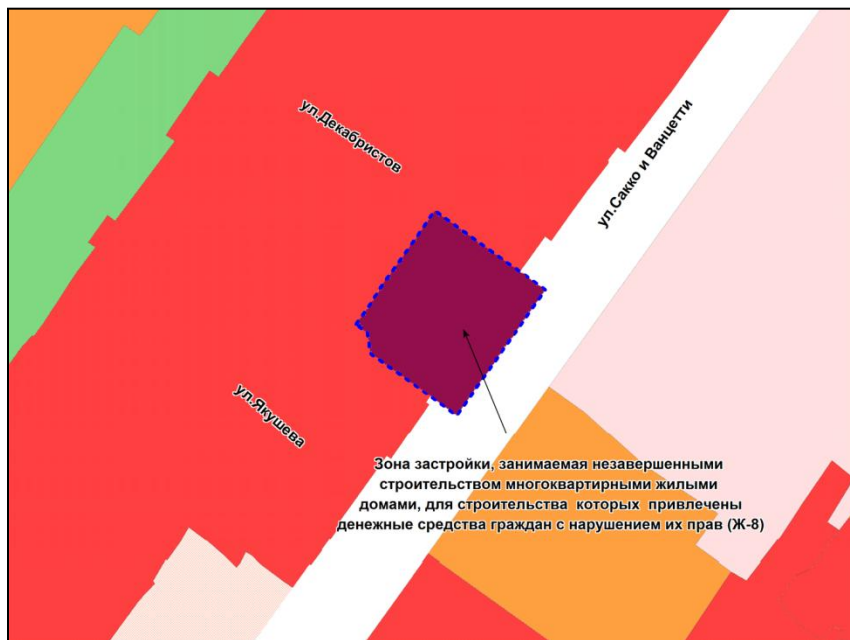 ул.Декабристов
ул.Сакко и Ванцетти
ул.Якушева
Зона застройки, занимаемая незавершенными
строительством многоквартирными жилыми
домами, для строительства которых привлечены
денежные средства граждан с нарушением их прав (Ж-8)